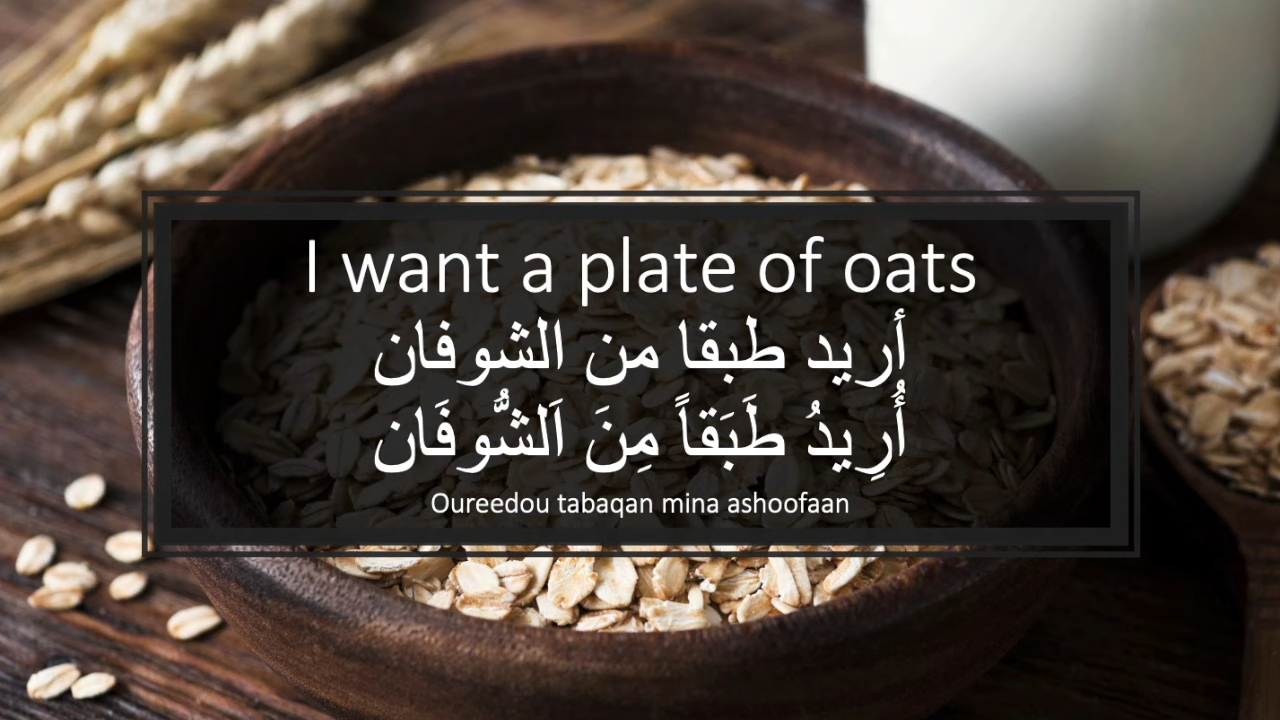 I want a plate of oats
أريد طبقا من الشوفان
أُرِيدُ طَبَقاً مِنَ اَلشُّوفَان
Oureedou tabaqan mina ashoofaan